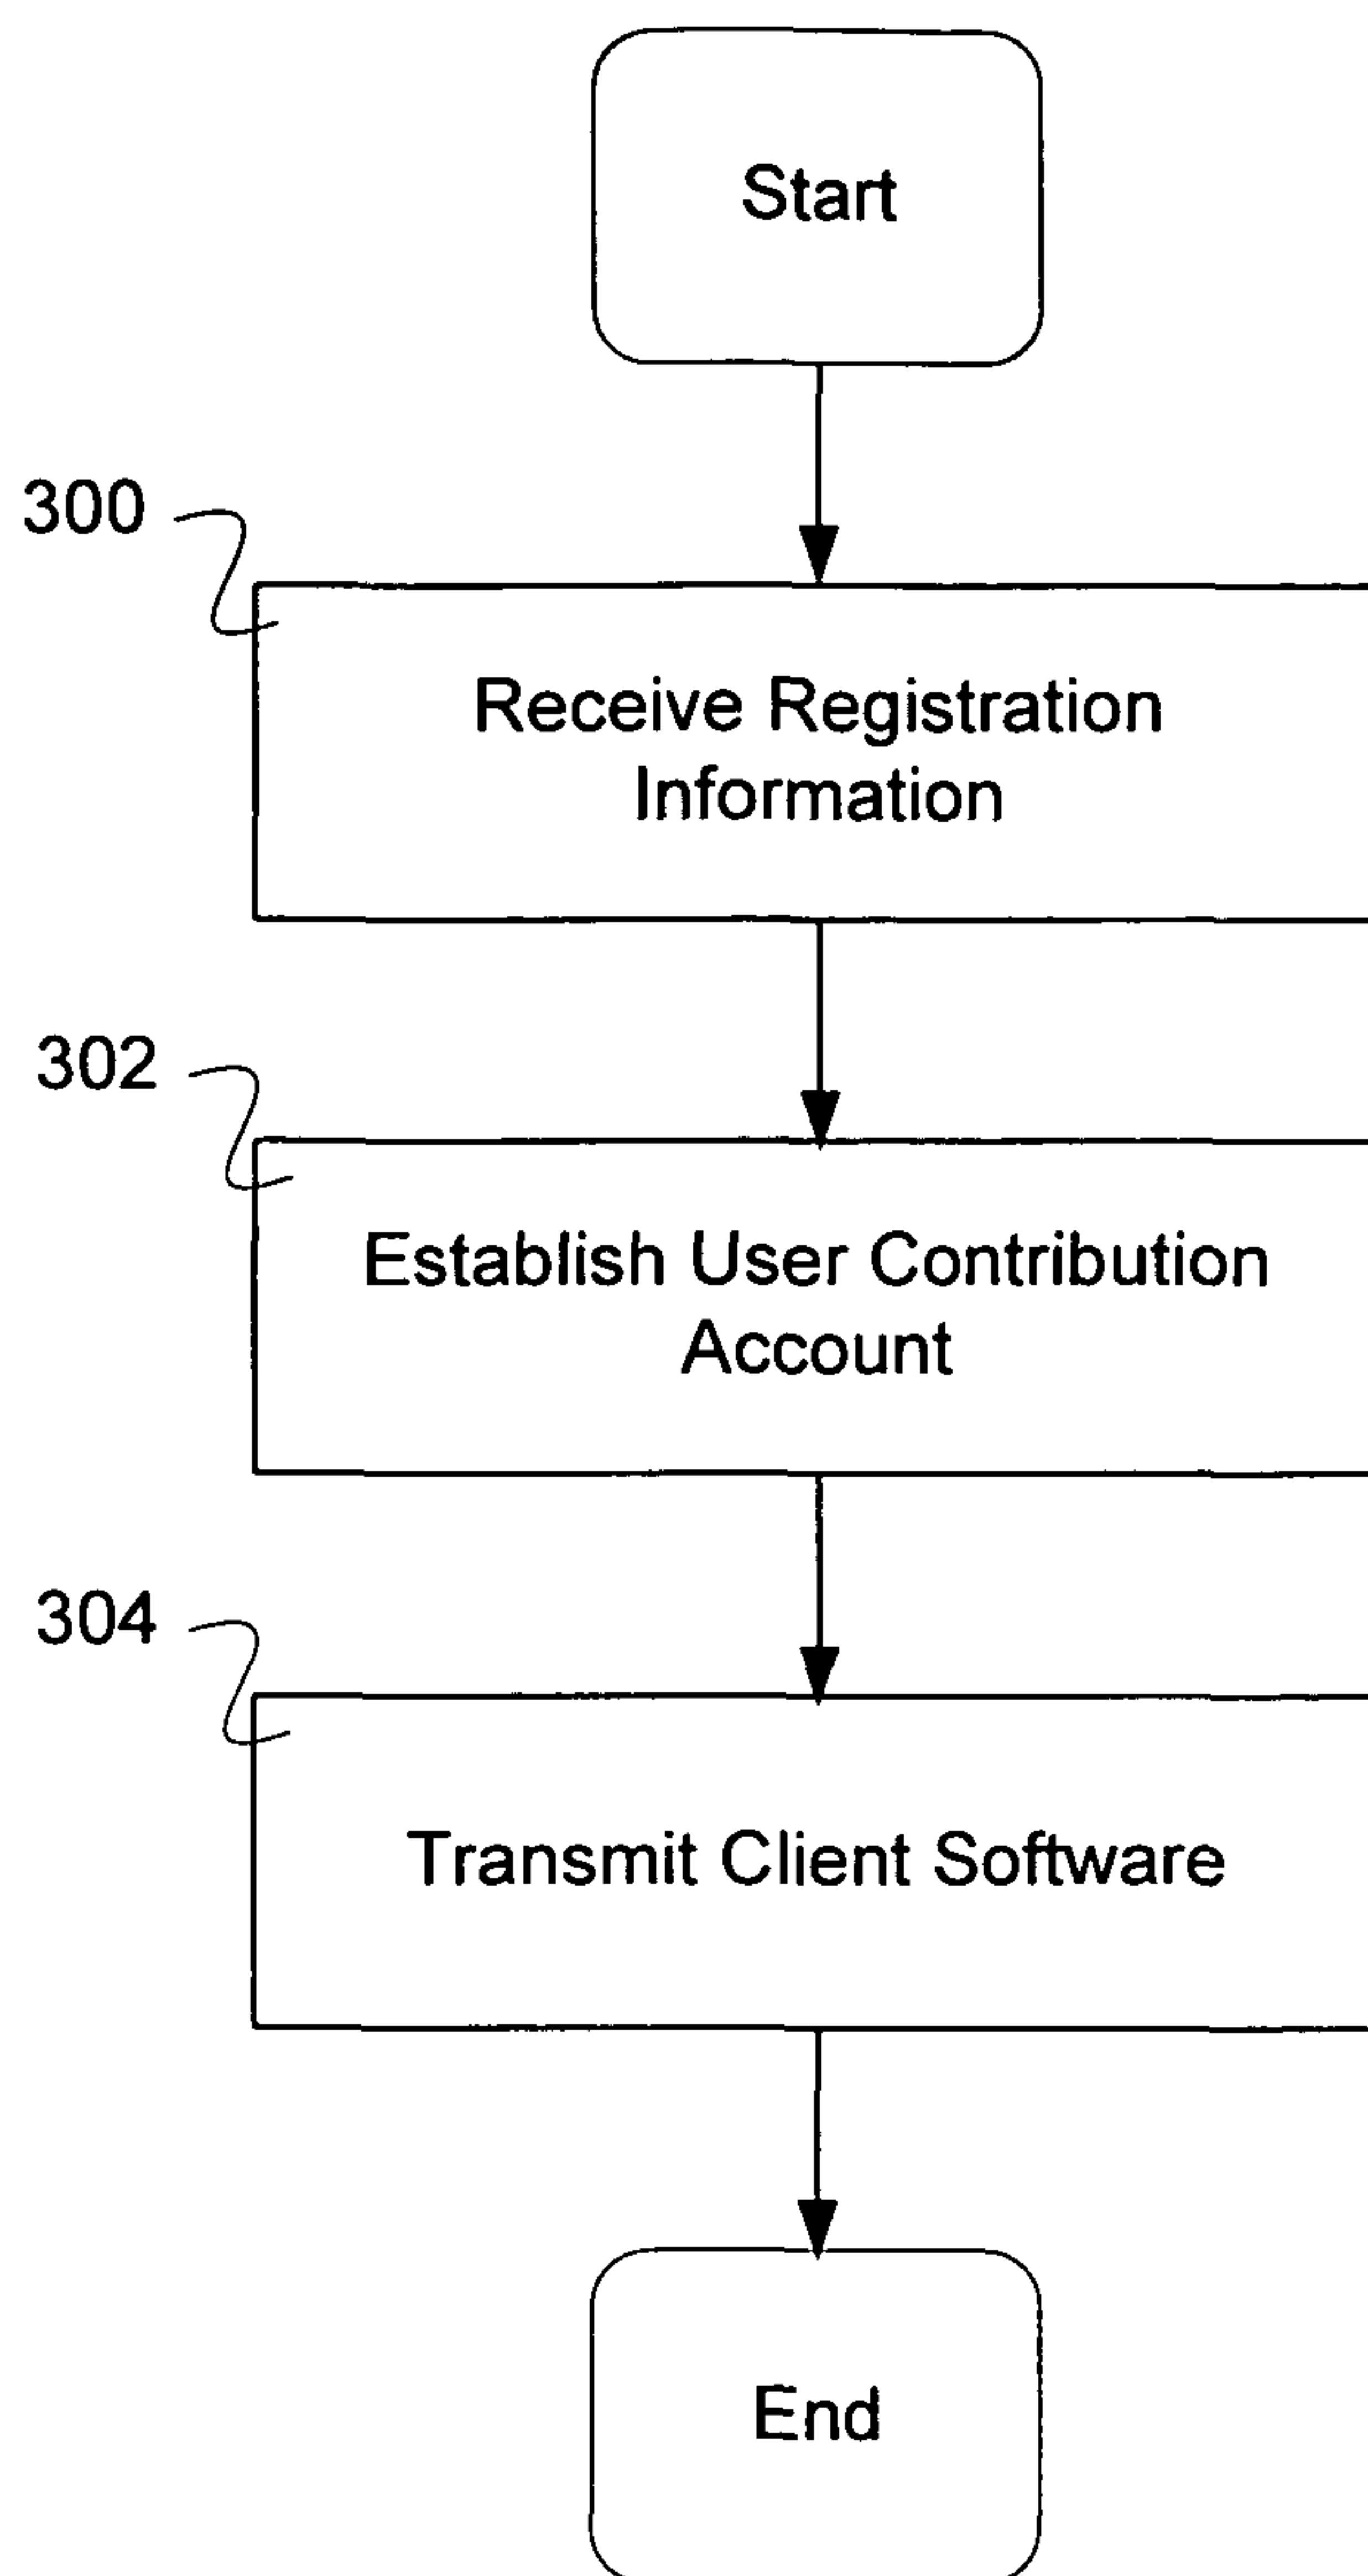 Start
300
Receive Registration
Information
302
Establish User Contribution
Account
304
Transmit Client Software
End